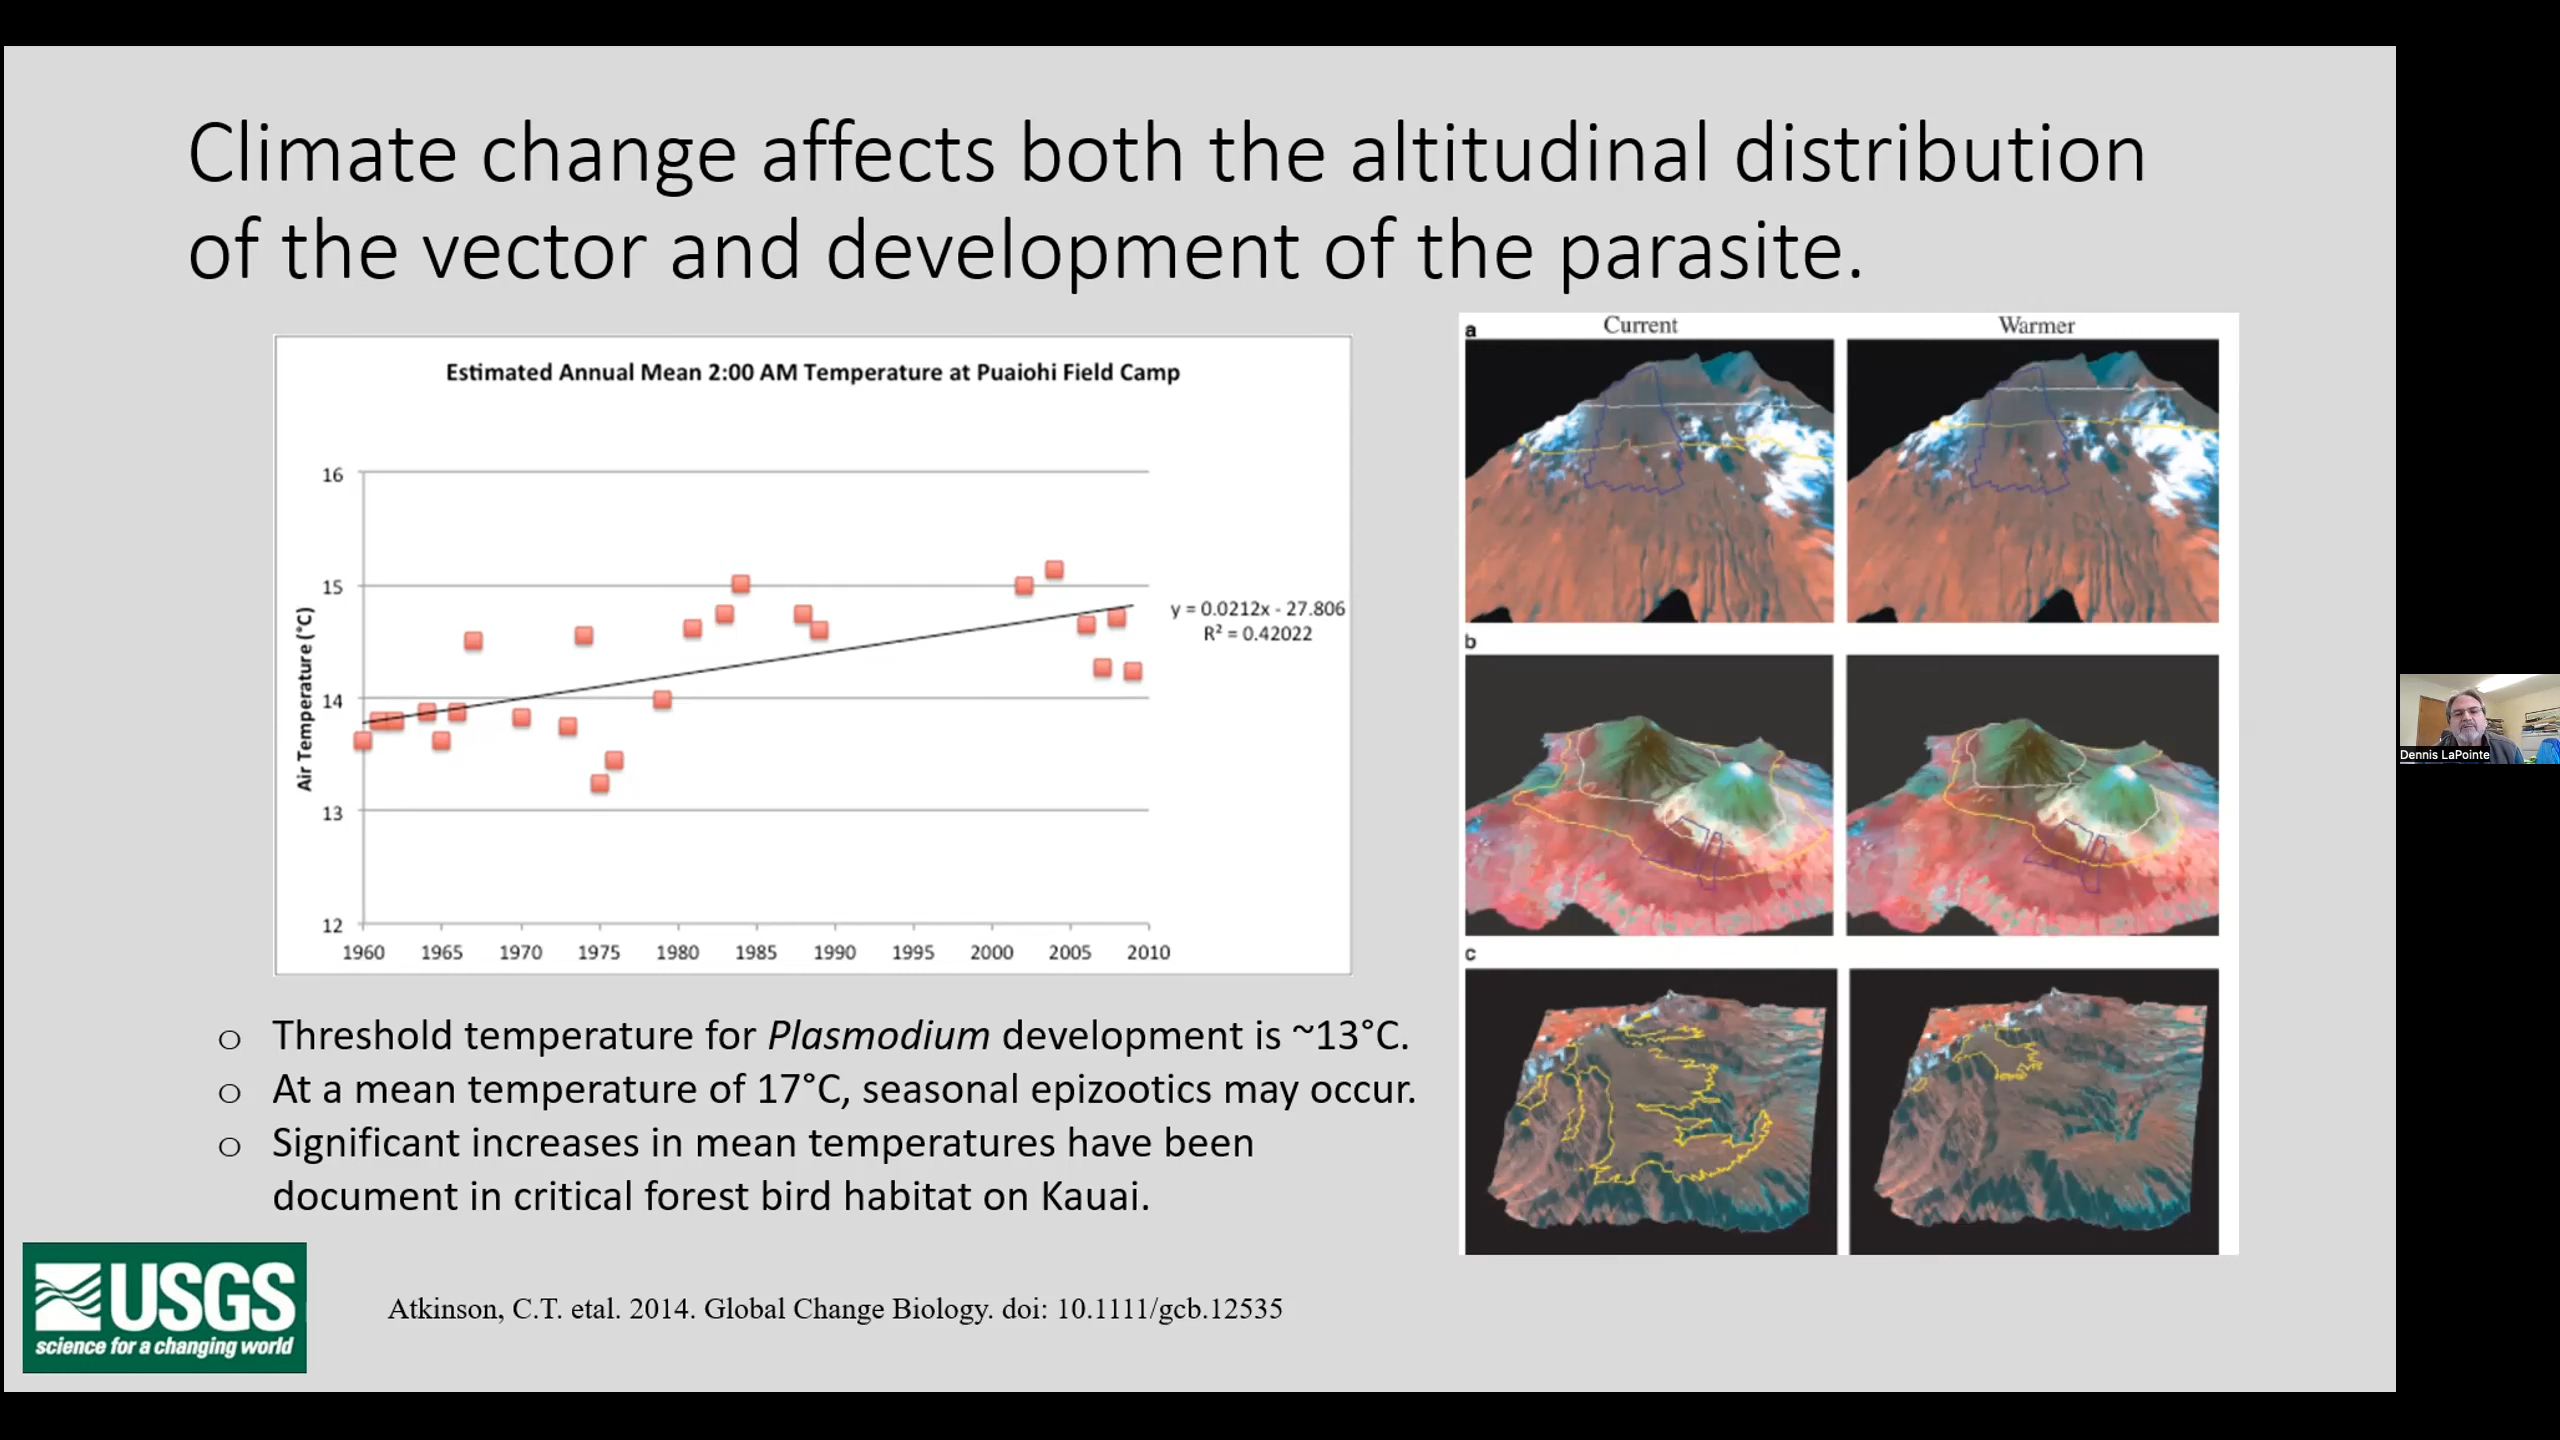 Climate change affects both the altitudinal distribution
of the vector and development of the parasite.
Estimated Annual Mean 2:00 AM Temperature at Puaiohi Field Camp
Air Temperature (°C)
16
15
14
13
12
1960 1965 1970 1975 1980 1985 1990 1995 2000 2005 2010
y = 0.0212x - 27.806
R² = 0.42022
a
Current
Warmer
b
c
o Threshold temperature for Plasmodium development is ~13°C.
o At a mean temperature of 17°C, seasonal epizootics may occur.
o Significant increases in mean temperatures have been
document in critical forest bird habitat on Kauai.
USGS
science for a changing world
Atkinson, C.T. etal. 2014. Global Change Biology. doi: 10.1111/gcb.12535
Dennis LaPointe